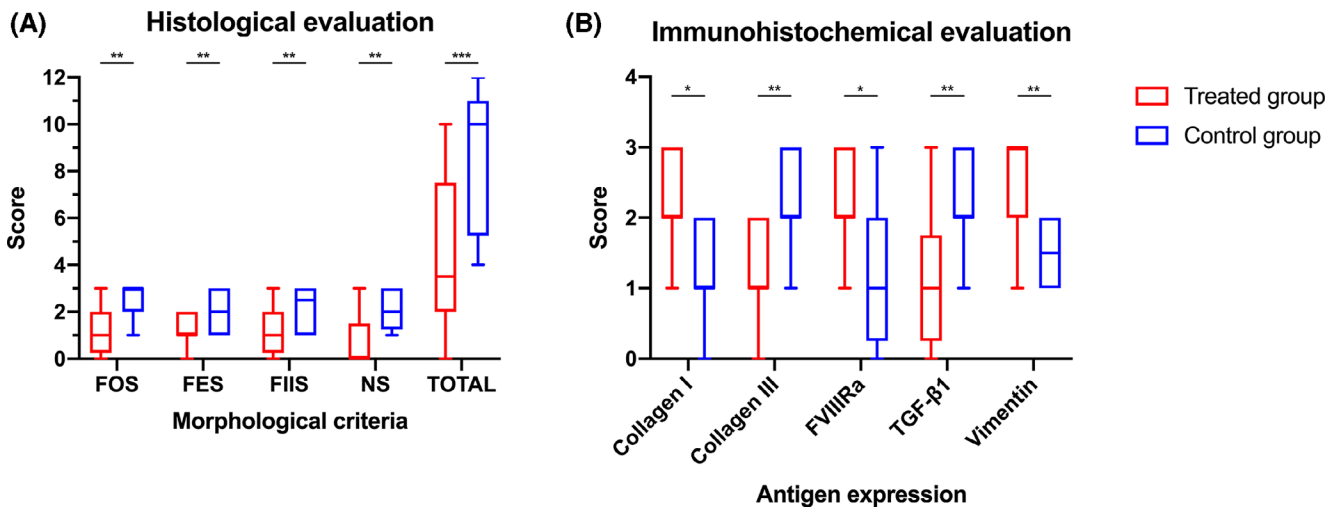 (A)
Histological evaluation
** ** ** ** ***
12
10
8
6
4
2
0
Score
FOS FES FIIS NS TOTAL
Morphological criteria
(B)
Immunohistochemical evaluation
* ** * ** **
4
3
2
1
0
Score
Collagen I
Collagen III
FVIIIRa
TGF-β1
Vimentin
Antigen expression
Treated group
Control group